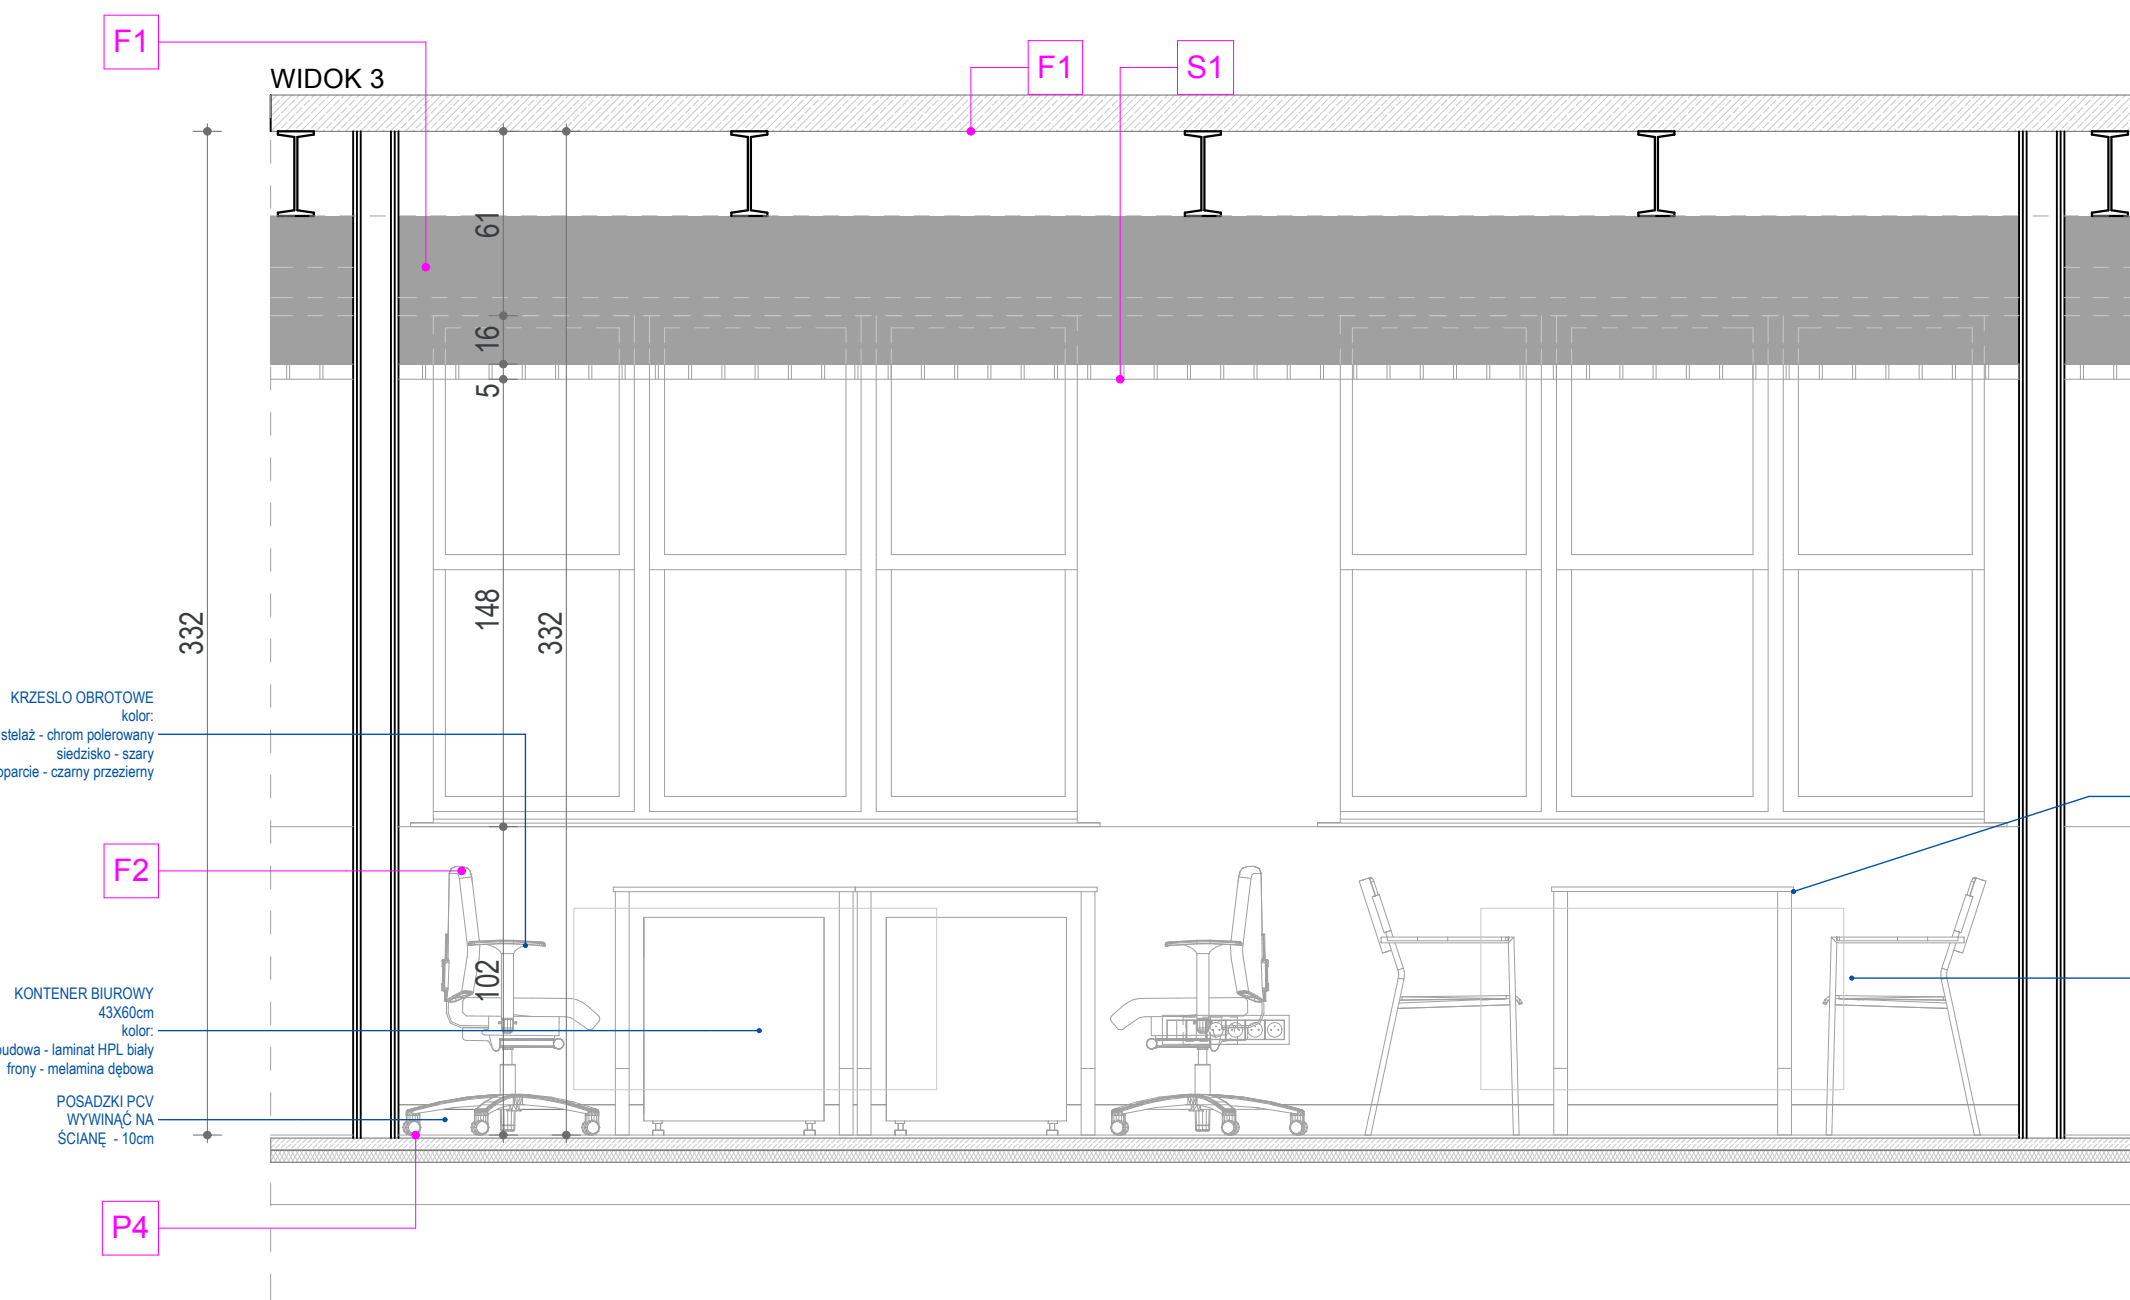 F1
WIDOK 3
F1
S1
61
16
5
148
332
332
102
KRZESLO OBROTOWE
kolor:
stelaż - chrom polerowany
siedzisko - szary
oparcie - czarny przezierny
F2
KONTENER BIUROWY
43X60cm
kolor:
budowa - laminat HPL biały
frony - melamina dębowa
POSADZKI PCV
WYWINĄĆ NA
ŚCIANĘ - 10cm
P4